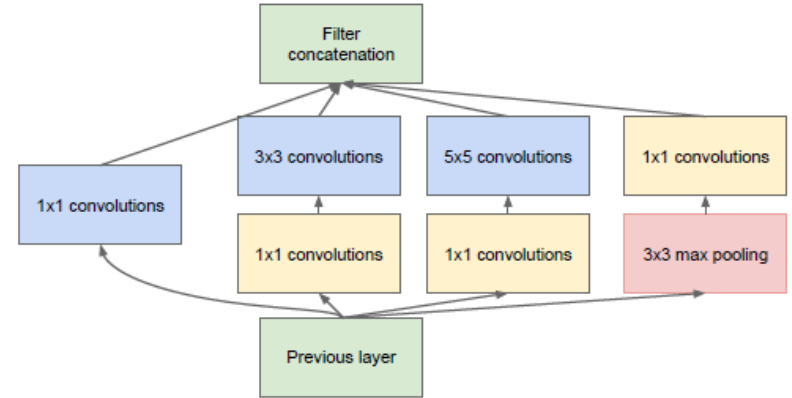 Filter
concatenation
3x3 convolutions
5x5 convolutions
1x1 convolutions
1x1 convolutions
1x1 convolutions
1x1 convolutions
3x3 max pooling
Previous layer